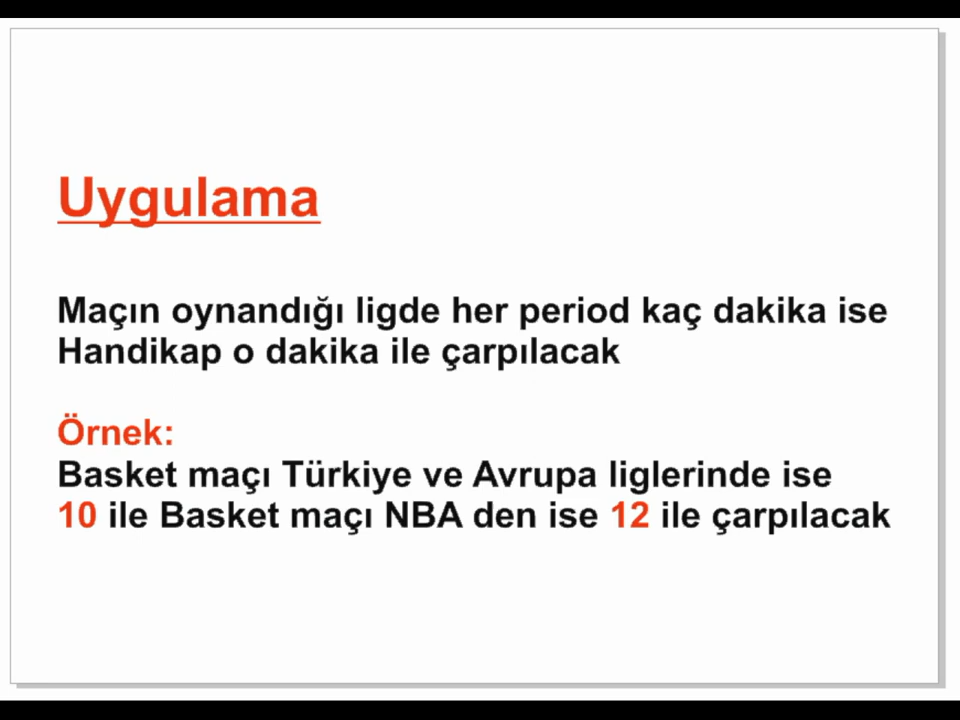 Uygulama
Maçın oynandığı ligde her period kaç dakika ise
Handikap o dakika ile çarpılacak
Örnek:
Basket maçı Türkiye ve Avrupa liglerinde ise
10 ile Basket maçı NBA den ise 12 ile çarpılacak